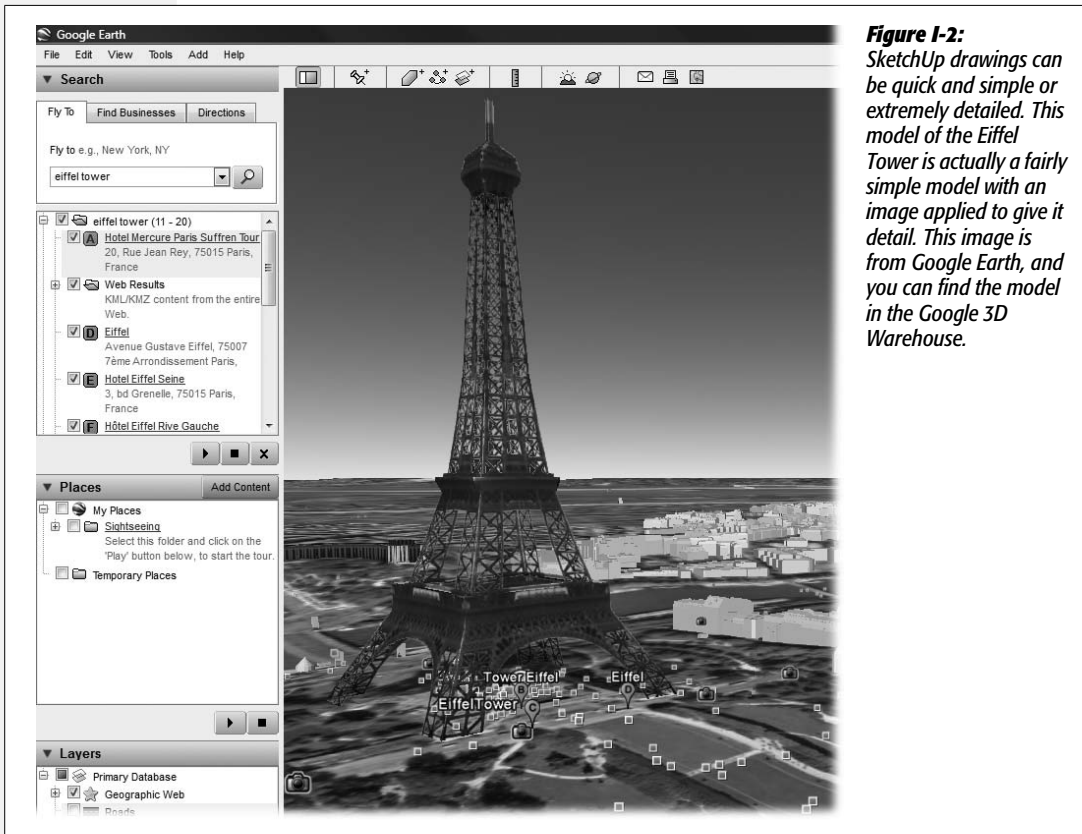 Google Earth
File Edit View Tools Add Help
Search
Fly To Find Businesses Directions
Fly to e.g., New York, NY
eiffel tower
eiffel tower (11 - 20)
A Hotel Mercure Paris Suffren Tour
20, Rue Jean Rey, 75015 Paris,
France
Web Results
KML/KMZ content from the entire
Web.
D Eiffel
Avenue Gustave Eiffel, 75007
7ème Arrondissement Paris,
E Hotel Eiffel Seine
3, bd Grenelle, 75015 Paris,
France
F Hôtel Eiffel Rive Gauche
Places Add Content
My Places
Sightseeing
Select this folder and click on the
'Play' button below, to start the tour.
Temporary Places
Layers
Primary Database
Geographic Web
Roads
Tower Eiffel
B
Eiffel
D
EiffelTower
C
Figure I-2:
SketchUp drawings can
be quick and simple or
extremely detailed. This
model of the Eiffel
Tower is actually a fairly
simple model with an
image applied to give it
detail. This image is
from Google Earth, and
you can find the model
in the Google 3D
Warehouse.